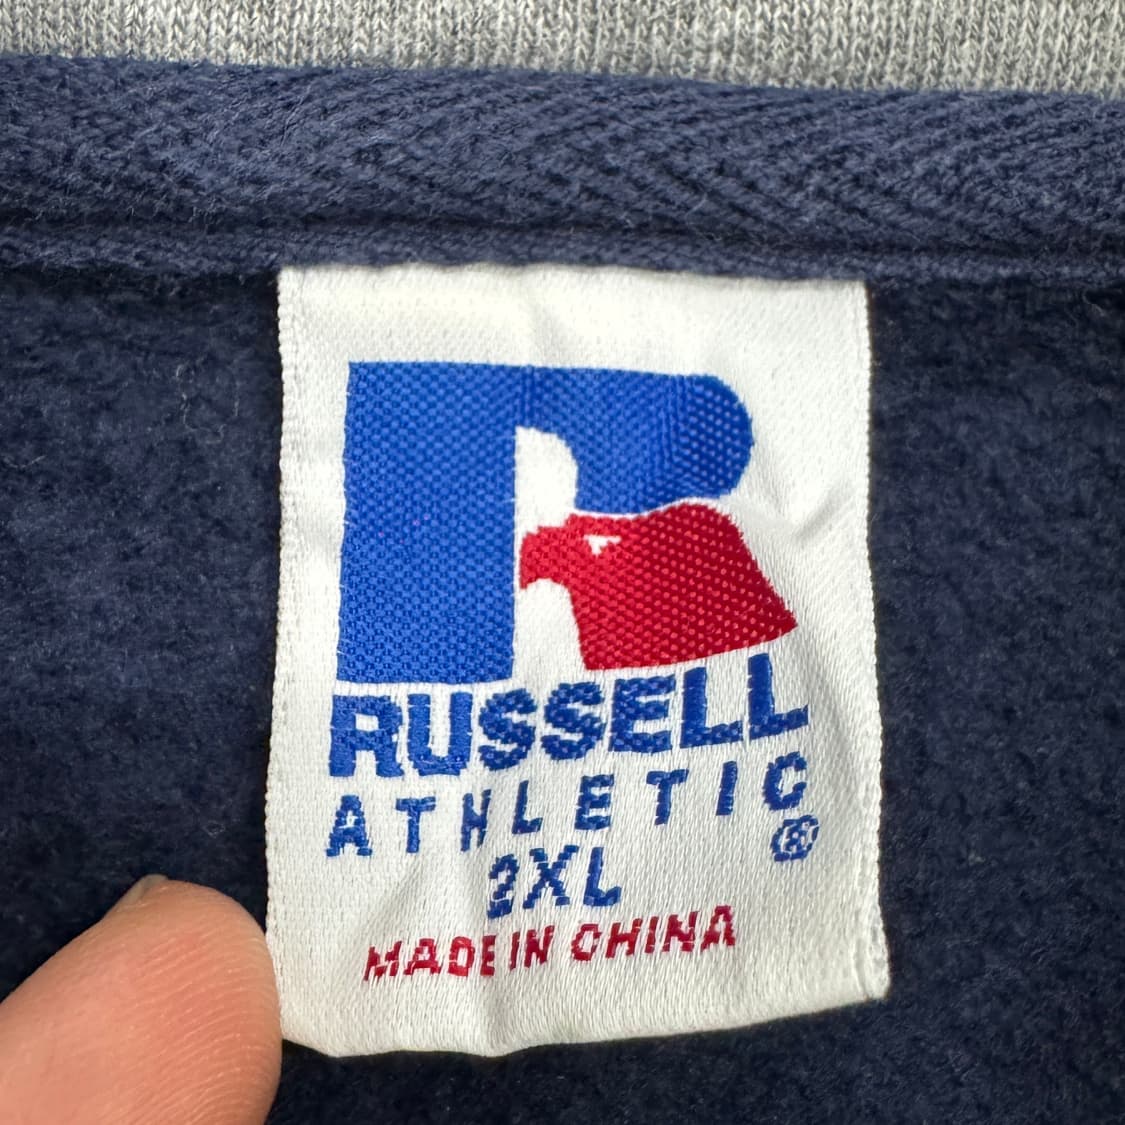 R
RUSSELL
ATHLETIC
®
2XL
MADE IN CHINA